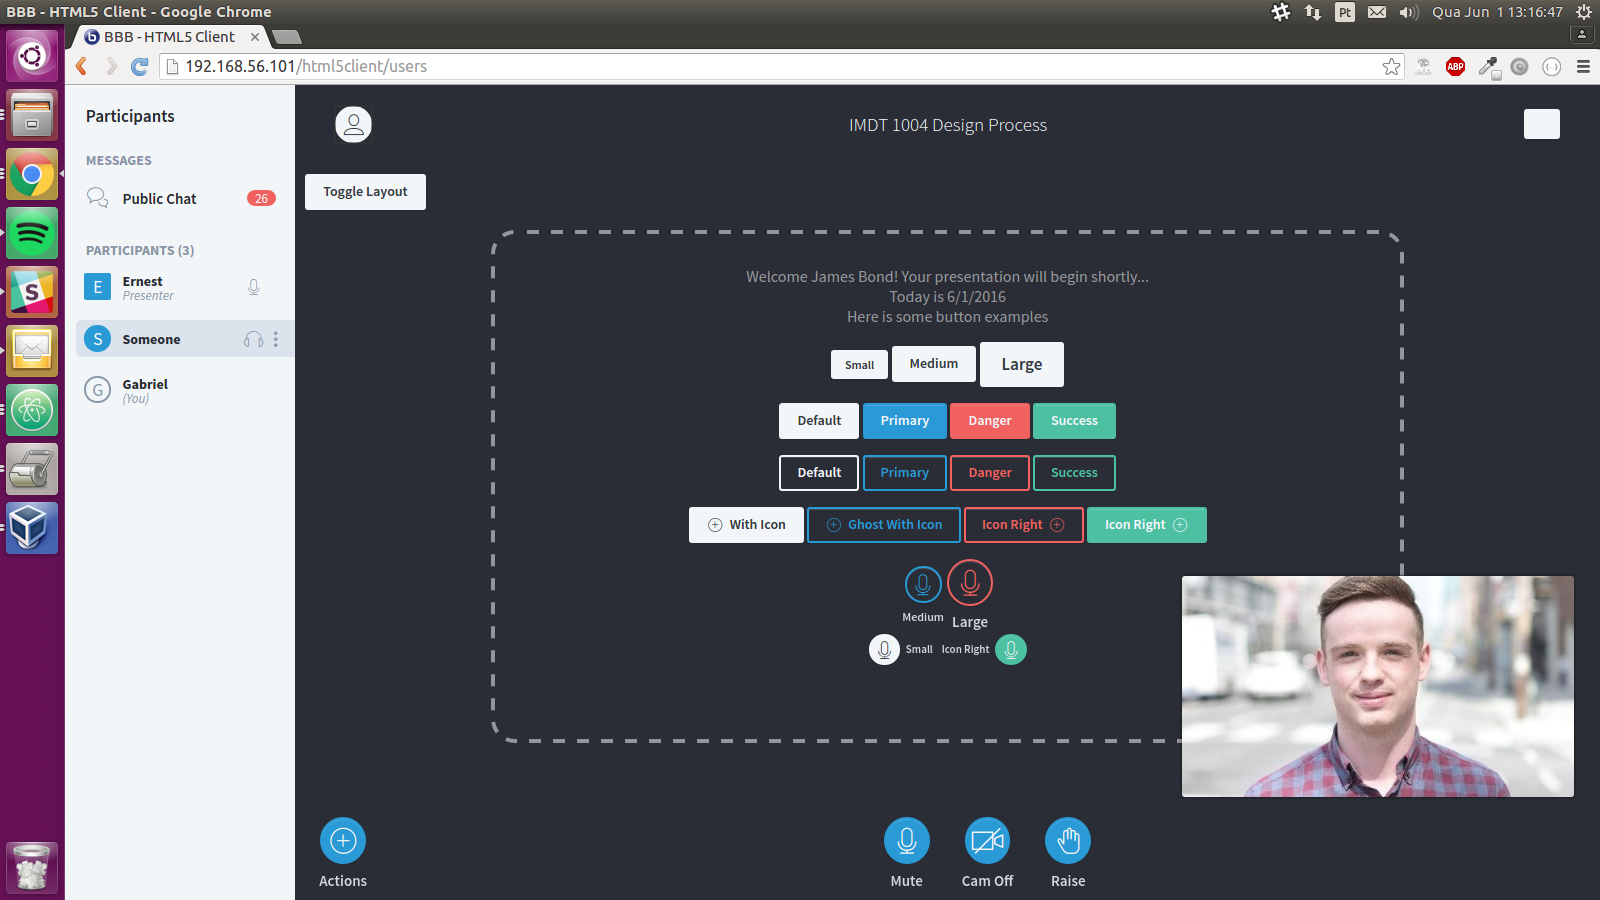 BBB - HTML5 Client - Google Chrome
Pt
Qua Jun 1 13:16:47
BBB - HTML5 Client
192.168.56.101/html5client/users
ABP
Participants
MESSAGES
Public Chat
26
PARTICIPANTS (3)
E
Ernest
Presenter
S
Someone
G
Gabriel
(You)
IMDT 1004 Design Process
Toggle Layout
Welcome James Bond! Your presentation will begin shortly...
Today is 6/1/2016
Here is some button examples
Small Medium Large
Default Primary Danger Success
Default Primary Danger Success
With Icon Ghost With Icon Icon Right Icon Right
Medium Large
Small Icon Right
Actions
Mute
Cam Off
Raise